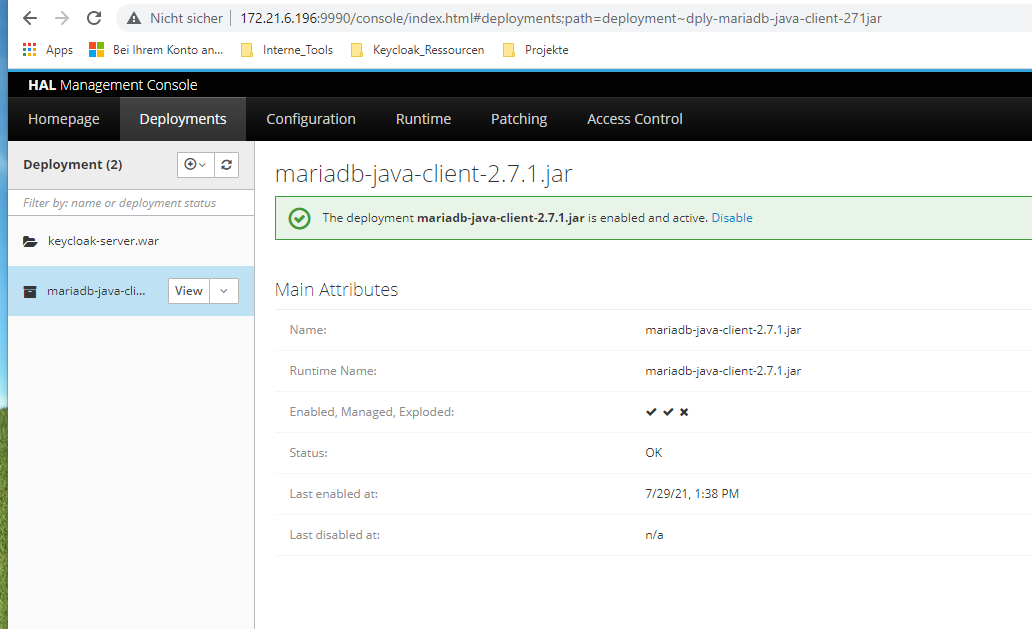 Nicht sicher | 172.21.6.196:9990/console/index.html#deployments;path=deployment~dply-mariadb-java-client-271jar
Apps Bei Ihrem Konto an... Interne_Tools Keycloak_Ressourcen Projekte
HAL Management Console
Homepage Deployments Configuration Runtime Patching Access Control
Deployment (2)
Filter by: name or deployment status
keycloak-server.war
mariadb-java-cli... View
mariadb-java-client-2.7.1.jar
The deployment mariadb-java-client-2.7.1.jar is enabled and active. Disable
Main Attributes
Name: mariadb-java-client-2.7.1.jar
Runtime Name: mariadb-java-client-2.7.1.jar
Enabled, Managed, Exploded: ✔ ✔ ✖
Status: OK
Last enabled at: 7/29/21, 1:38 PM
Last disabled at: n/a